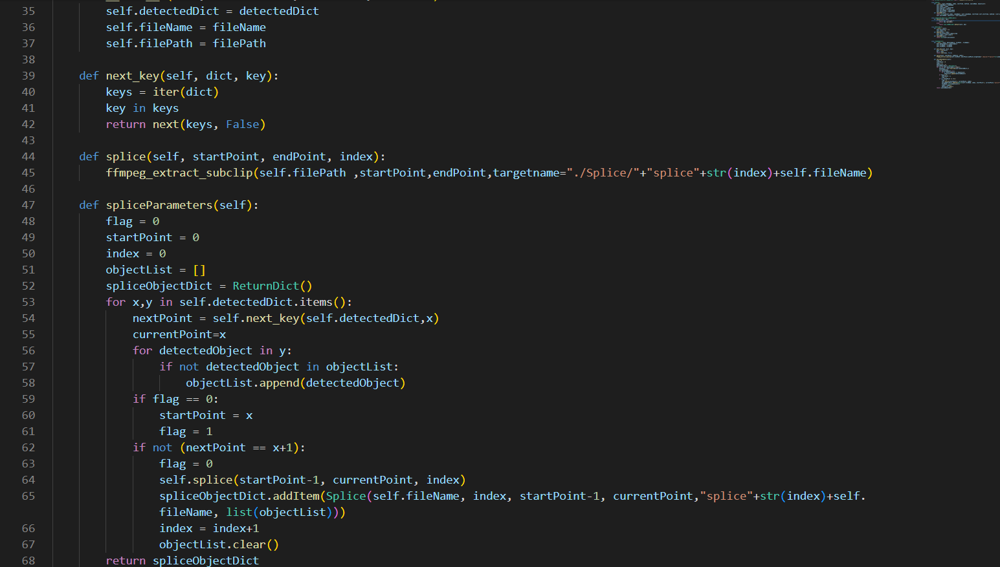 35 self.detectedDict = detectedDict
36 self.fileName = fileName
37 self.filePath = filePath
38
39 def next_key(self, dict, key):
40 keys = iter(dict)
41 key in keys
42 return next(keys, False)
43
44 def splice(self, startPoint, endPoint, index):
45 ffmpeg_extract_subclip(self.filePath ,startPoint,endPoint,targetname="./Splice/"+"splice"+str(index)+self.fileName)
46
47 def spliceParameters(self):
48 flag = 0
49 startPoint = 0
50 index = 0
51 objectList = []
52 spliceObjectDict = ReturnDict()
53 for x,y in self.detectedDict.items():
54 nextPoint = self.next_key(self.detectedDict,x)
55 currentPoint=x
56 for detectedObject in y:
57 if not detectedObject in objectList:
58 objectList.append(detectedObject)
59 if flag == 0:
60 startPoint = x
61 flag = 1
62 if not (nextPoint == x+1):
63 flag = 0
64 self.splice(startPoint-1, currentPoint, index)
65 spliceObjectDict.addItem(Splice(self.fileName, index, startPoint-1, currentPoint,"splice"+str(index)+self.
fileName, list(objectList)))
66 index = index+1
67 objectList.clear()
68 return spliceObjectDict